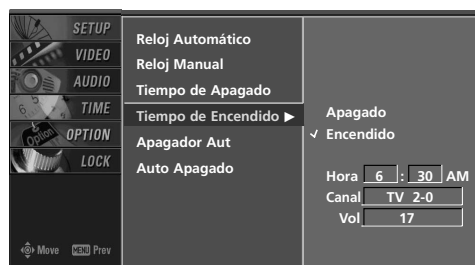 SETUP
VIDEO
AUDIO
TIME
OPTION
LOCK
Move MENU Prev
Reloj Automático
Reloj Manual
Tiempo de Apagado
Tiempo de Encendido ►
Apagador Aut
Auto Apagado
Apagado
✓ Encendido
Hora 6 : 30 AM
Canal TV 2-0
Vol 17